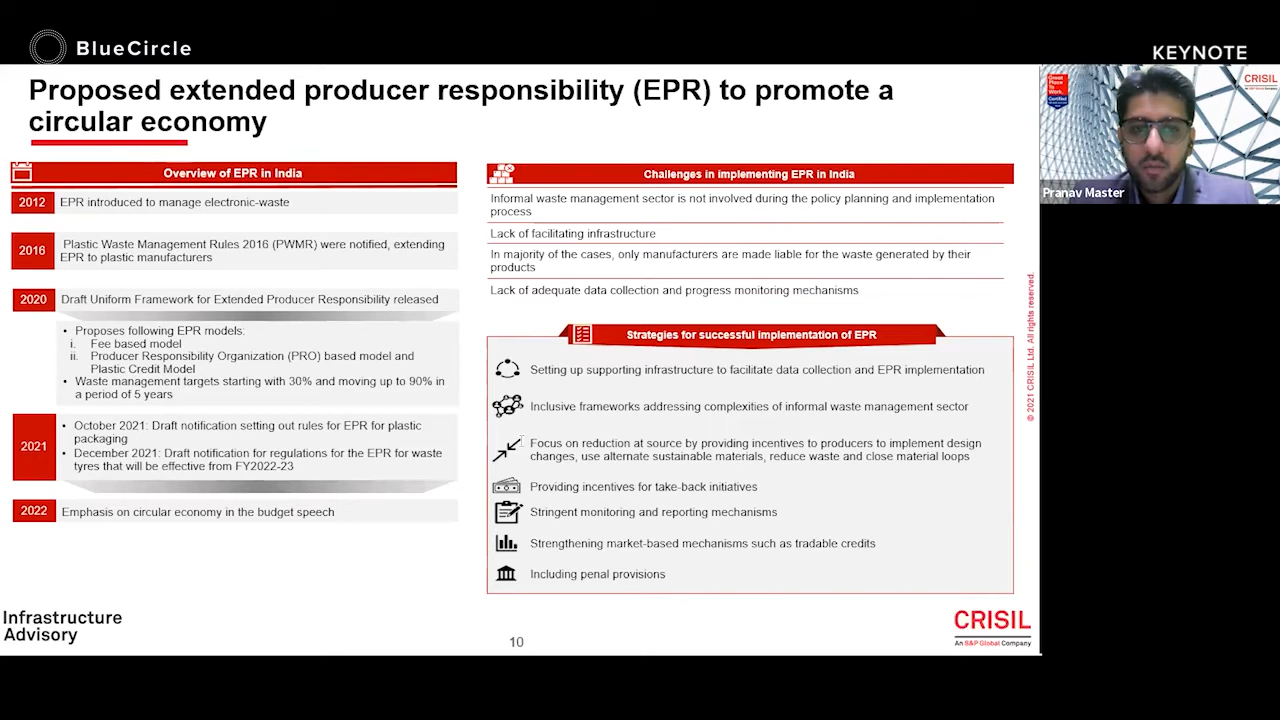 BlueCircle
KEYNOTE
Proposed extended producer responsibility (EPR) to promote a
circular economy
Overview of EPR in India
2012
EPR introduced to manage electronic-waste
2016
Plastic Waste Management Rules 2016 (PWMR) were notified, extending
EPR to plastic manufacturers
2020
Draft Uniform Framework for Extended Producer Responsibility released
• Proposes following EPR models:
i. Fee based model
ii. Producer Responsibility Organization (PRO) based model and
Plastic Credit Model
• Waste management targets starting with 30% and moving up to 90% in
a period of 5 years
2021
• October 2021: Draft notification setting out rules for EPR for plastic
packaging
• December 2021: Draft notification for regulations for the EPR for waste
tyres that will be effective from FY2022-23
2022
Emphasis on circular economy in the budget speech
Challenges in implementing EPR in India
Informal waste management sector is not involved during the policy planning and implementation
process
Lack of facilitating infrastructure
In majority of the cases, only manufacturers are made liable for the waste generated by their
products
Lack of adequate data collection and progress monitoring mechanisms
Strategies for successful implementation of EPR
Setting up supporting infrastructure to facilitate data collection and EPR implementation
Inclusive frameworks addressing complexities of informal waste management sector
Focus on reduction at source by providing incentives to producers to implement design
changes, use alternate sustainable materials, reduce waste and close material loops
Providing incentives for take-back initiatives
Stringent monitoring and reporting mechanisms
Strengthening market-based mechanisms such as tradable credits
Including penal provisions
© 2021 CRISIL Ltd. All rights reserved.
Infrastructure
Advisory
10
CRISIL
An S&P Global Company
Great
Place
To
Work.
Certified
CRISIL
An S&P Global Company
Pranav Master